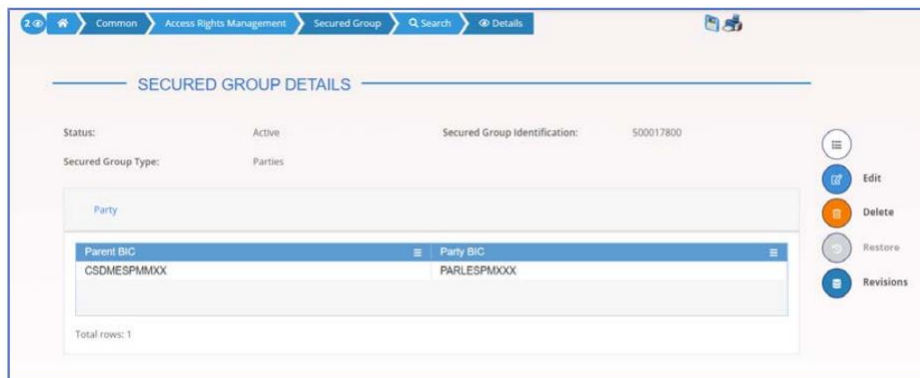 2 Common Access Rights Management Secured Group Search Details
SECURED GROUP DETAILS
Status: Active Secured Group Identification: 500017800
Secured Group Type: Parties
Edit
Party
Delete
Parent BIC Party BIC
Restore
CSDMESPMMXX PARLESPMXXX
Revisions
Total rows: 1